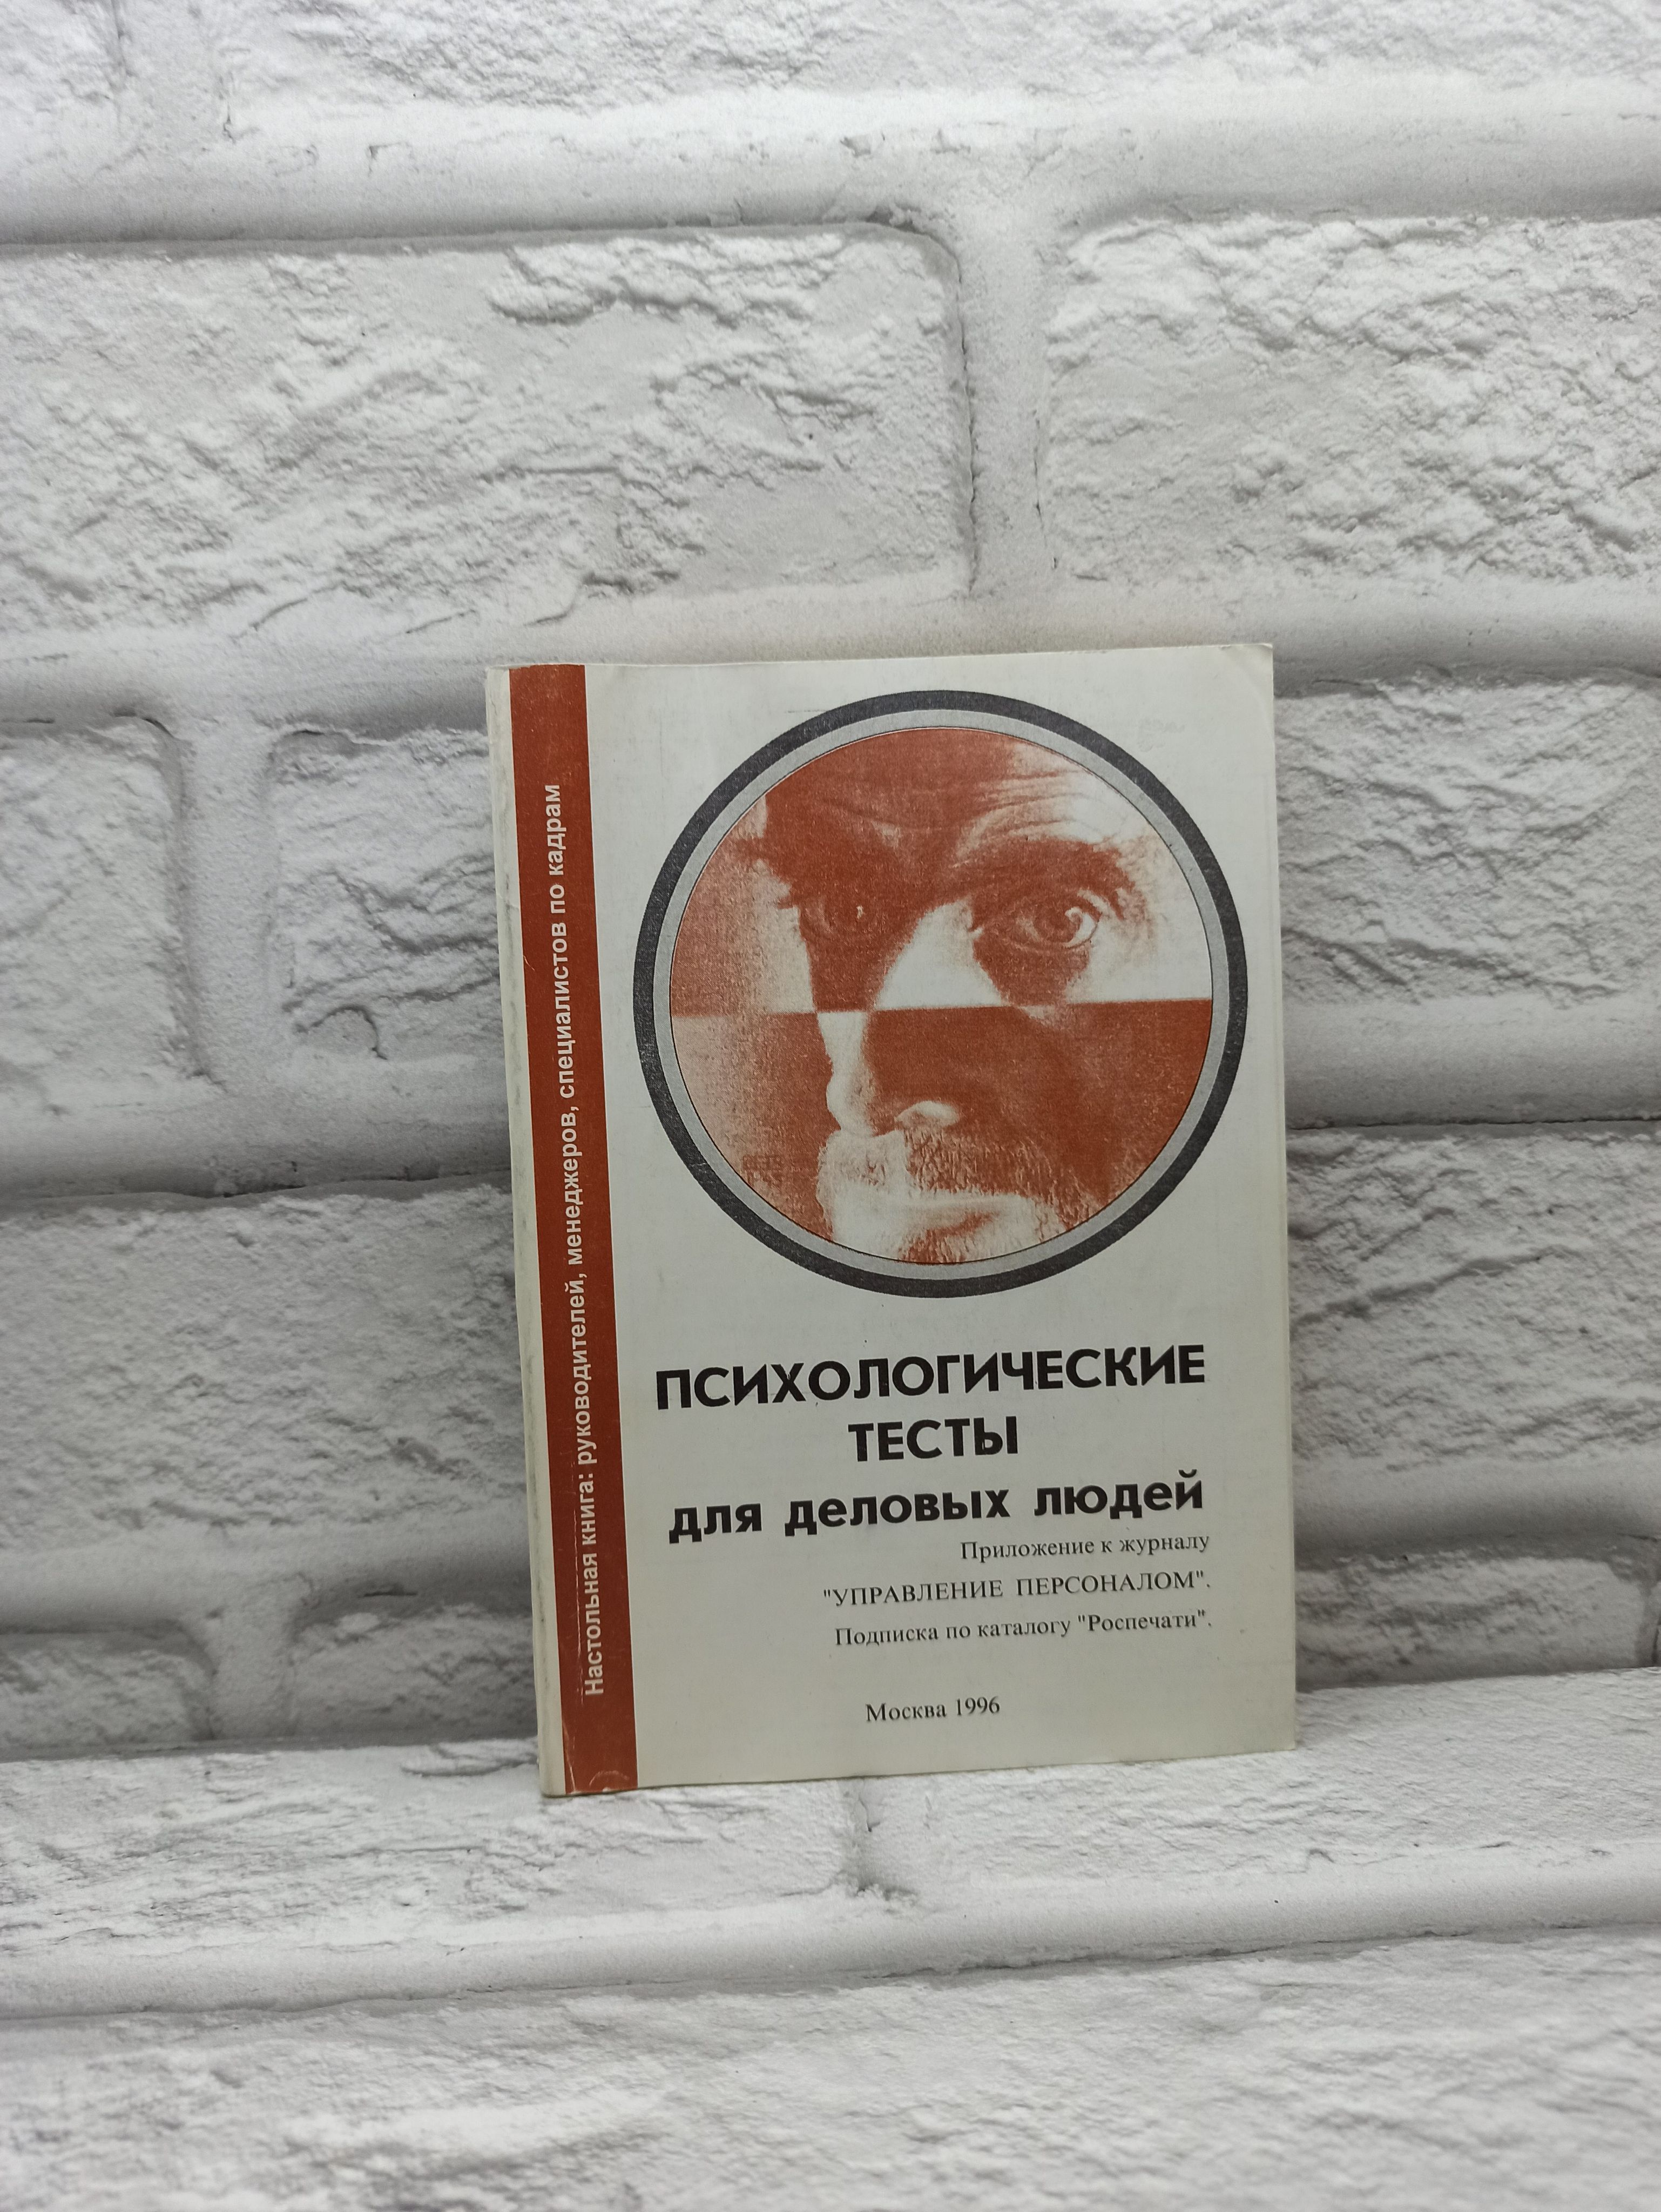 Настольная книга: руководителей, менеджеров, специалистов по кадрам
ПСИХОЛОГИЧЕСКИЕ
ТЕСТЫ
для деловых людей
Приложение к журналу
"УПРАВЛЕНИЕ ПЕРСОНАЛОМ".
Подписка по каталогу "Роспечати".
Москва 1996